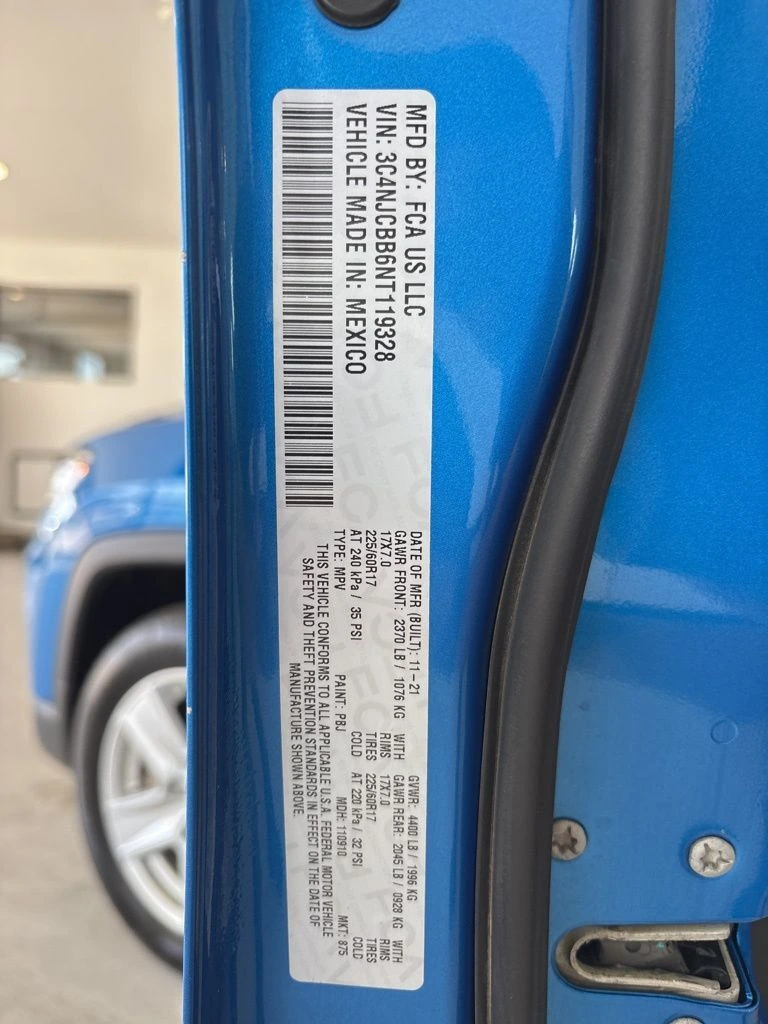 MFD BY: FCA US LLC
VIN: 3C4NJCBB6NT119328
VEHICLE MADE IN: MEXICO
DATE OF MFR (BUILT): 11-21 GVWR: 4400 LB / 1996 KG
GAWR FRONT: 2370 LB / 1076 KG WITH GAWR REAR: 2045 LB / 0928 KG WITH
17X7.0 RIMS 17X7.0 RIMS
225/60R17 TIRES 225/60R17 TIRES
AT 240 kPa / 35 PSI COLD AT 220 kPa / 32 PSI COLD
TYPE: MPV PAINT: PBJ MDH: 110910 MKT: 875
THIS VEHICLE CONFORMS TO ALL APPLICABLE U.S.A. FEDERAL MOTOR VEHICLE
SAFETY AND THEFT PREVENTION STANDARDS IN EFFECT ON THE DATE OF
MANUFACTURE SHOWN ABOVE.